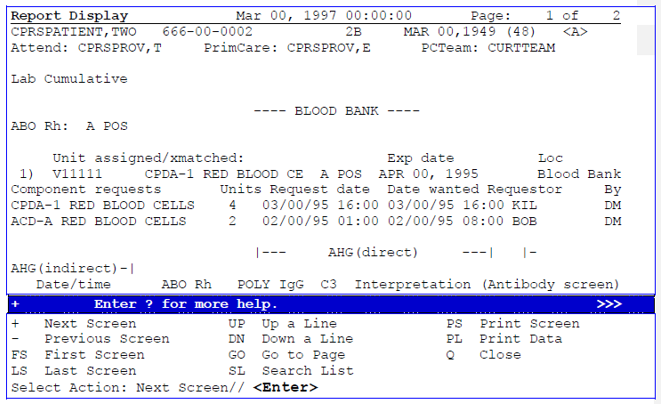 Report Display Mar 00, 1997 00:00:00 Page: 1 of 2
CPRSPATIENT,TWO 666-00-0002 2B MAR 00,1949 (48) <A>
Attend: CPRSPROV,T PrimCare: CPRSPROV,E PCTeam: CURTTEAM
Lab Cumulative
---- BLOOD BANK ----
ABO Rh: A POS
Unit assigned/xmatched: Exp date Loc
1) V11111 CPDA-1 RED BLOOD CE A POS APR 00, 1995 Blood Bank
Component requests Units Request date Date wanted Requestor By
CPDA-1 RED BLOOD CELLS 4 03/00/95 16:00 03/00/95 16:00 KIL DM
ACD-A RED BLOOD CELLS 2 02/00/95 01:00 02/00/95 08:00 BOB DM
|--- AHG(direct) ---| |-
AHG(indirect)-|
Date/time ABO Rh POLY IgG C3 Interpretation (Antibody screen)
+ Enter ? for more help. >>>
+ Next Screen UP Up a Line PS Print Screen
- Previous Screen DN Down a Line PL Print Data
FS First Screen GO Go to Page Q Close
LS Last Screen SL Search List
Select Action: Next Screen// <Enter>